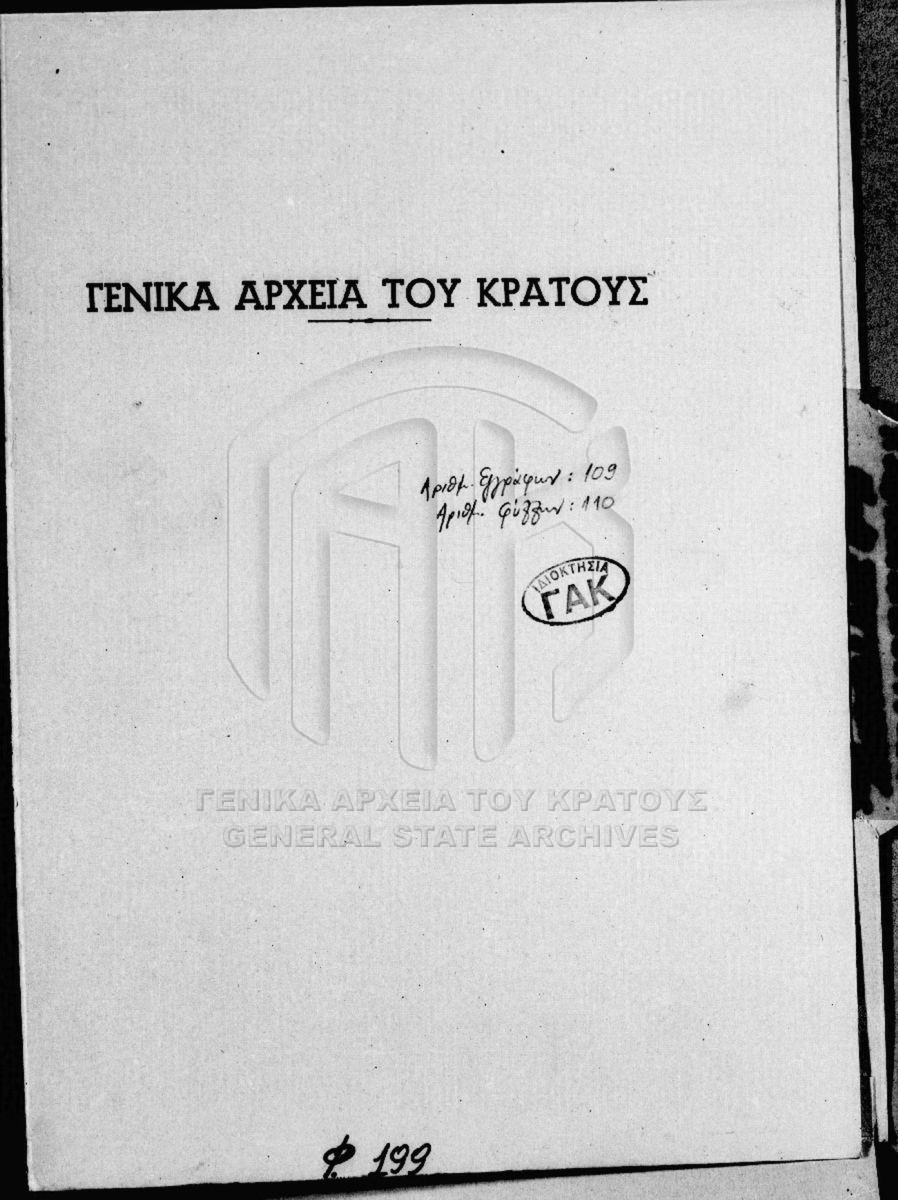 ΓΕΝΙΚΑ ΑΡΧΕΙΑ ΤΟΥ ΚΡΑΤΟΥΣ
Αριθμ. Εγγράφων : 109
Αριθμ. φύλλων : 110
ΙΔΙΟΚΤΗΣΙΑ
ΓΑΚ
ΓΕΝΙΚΑ ΑΡΧΕΙΑ ΤΟΥ ΚΡΑΤΟΥΣ
GENERAL STATE ARCHIVES
Φ. 199